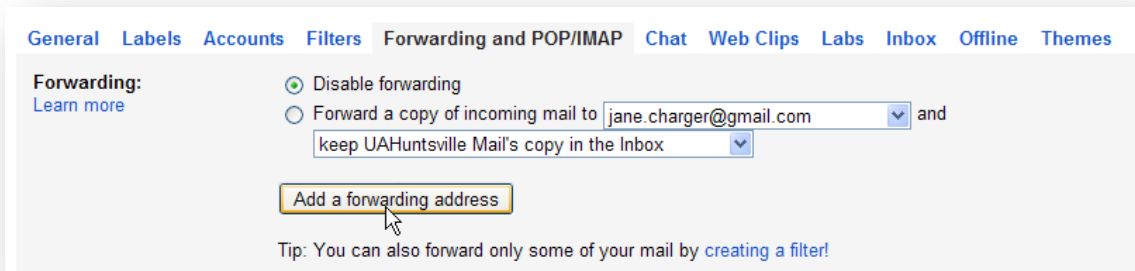 General Labels Accounts Filters Forwarding and POP/IMAP Chat Web Clips Labs Inbox Offline Themes
Forwarding: Disable forwarding
Learn more Forward a copy of incoming mail to jane.charger@gmail.com and
keep UAHuntsville Mail's copy in the Inbox
Add a forwarding address
Tip: You can also forward only some of your mail by creating a filter!